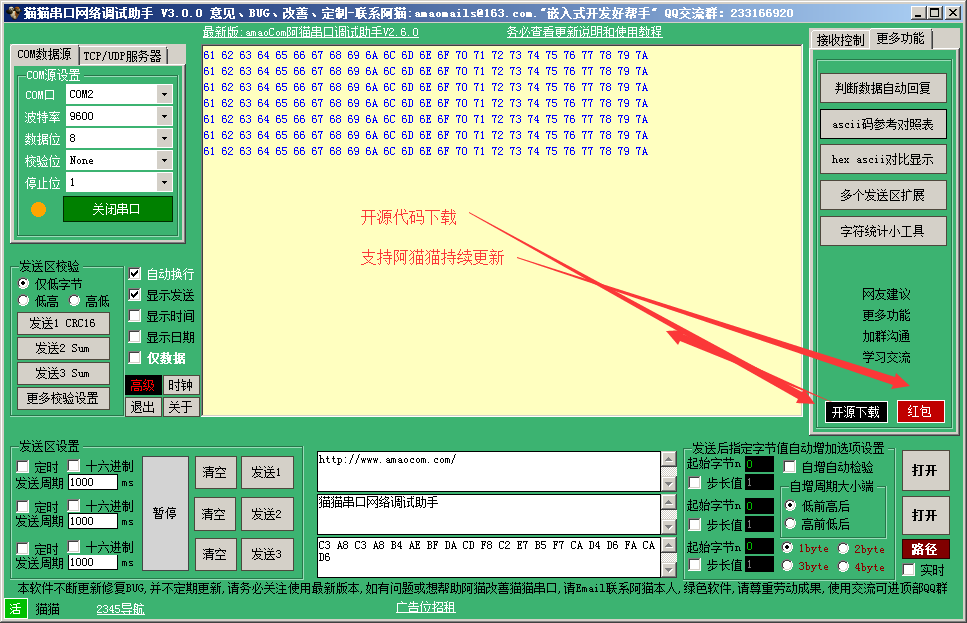 猫猫串口网络调试助手 V3.0.0 意见、BUG、改善、定制-联系阿猫:amaomails@163.com."嵌入式开发好帮手" QQ交流群: 233166920
最新版:amaoCom阿猫串口调试助手V2.6.0
务必查看更新说明和使用教程
COM数据源
TCP/UDP服务器
COM源设置
COM口 COM2
波特率 9600
数据位 8
校验位 None
停止位 1
关闭串口
61 62 63 64 65 66 67 68 69 6A 6C 6D 6E 6F 70 71 72 73 74 75 76 77 78 79 7A
61 62 63 64 65 66 67 68 69 6A 6C 6D 6E 6F 70 71 72 73 74 75 76 77 78 79 7A
61 62 63 64 65 66 67 68 69 6A 6C 6D 6E 6F 70 71 72 73 74 75 76 77 78 79 7A
61 62 63 64 65 66 67 68 69 6A 6C 6D 6E 6F 70 71 72 73 74 75 76 77 78 79 7A
61 62 63 64 65 66 67 68 69 6A 6C 6D 6E 6F 70 71 72 73 74 75 76 77 78 79 7A
61 62 63 64 65 66 67 68 69 6A 6C 6D 6E 6F 70 71 72 73 74 75 76 77 78 79 7A
61 62 63 64 65 66 67 68 69 6A 6C 6D 6E 6F 70 71 72 73 74 75 76 77 78 79 7A
开源代码下载
支持阿猫猫持续更新
接收控制
更多功能
判断数据自动回复
ascii码参考对照表
hex ascii对比显示
多个发送区扩展
字符统计小工具
网友建议
更多功能
加群沟通
学习交流
开源下载
红包
发送区校验
仅低字节
低高 高低
发送1 CRC16
发送2 Sum
发送3 Sum
更多校验设置
自动换行
显示发送
显示时间
显示日期
仅数据
高级 时钟
退出 关于
发送区设置
定时 十六进制
发送周期 1000 ms
定时 十六进制
发送周期 1000 ms
定时 十六进制
发送周期 1000 ms
暂停
清空 发送1
清空 发送2
清空 发送3
http://www.amaocom.com/
猫猫串口网络调试助手
C3 A8 C3 A8 B4 AE BF DA CD F8 C2 E7 B5 F7 CA D4 D6 FA CA
D6
发送后指定字节值自动增加选项设置
起始字节n 0
步长值 1
起始字节n 0
步长值 1
起始字节n 0
步长值 1
自增自动检验
自增周期大小端
低前高后
高前低后
1byte 2byte
3byte 4byte
打开
打开
路径
实时
本软件不断更新修复BUG,并不定期更新,请务必关注使用最新版本,如有问题或想帮助阿猫改善猫猫串口,请Email联系阿猫本人,绿色软件,请尊重劳动成果,使用交流可进顶部QQ群
活 猫猫
2345导航
广告位招租